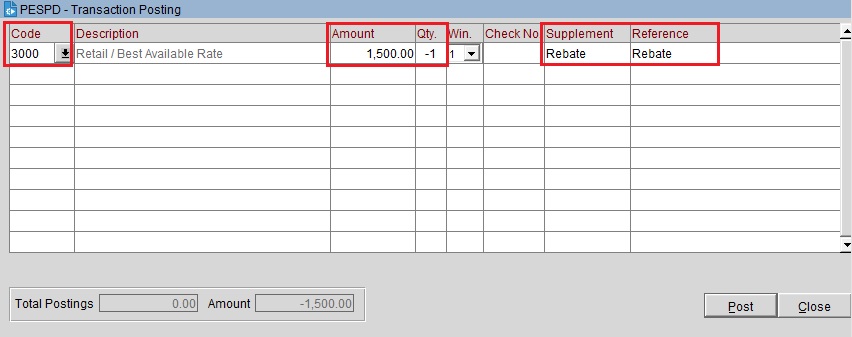 PESPD - Transaction Posting
Code Description Amount Qty. Win. Check No Supplement Reference
3000 Retail / Best Available Rate 1,500.00 -1 1 Rebate Rebate
Total Postings 0.00 Amount -1,500.00 Post Close